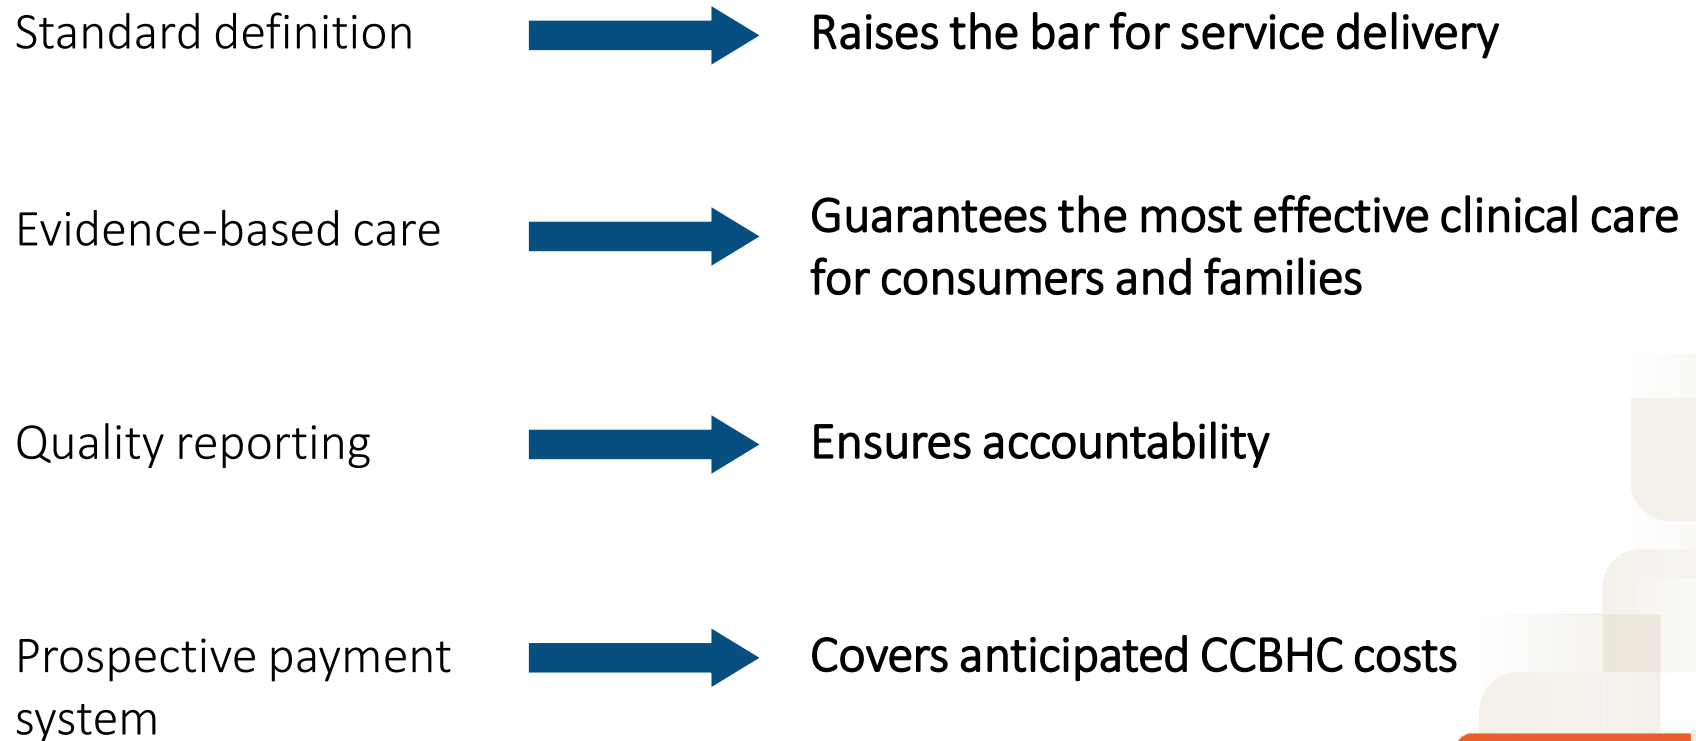 Standard definition
Raises the bar for service delivery
Evidence-based care
Guarantees the most effective clinical care
for consumers and families
Quality reporting
Ensures accountability
Prospective payment
system
Covers anticipated CCBHC costs